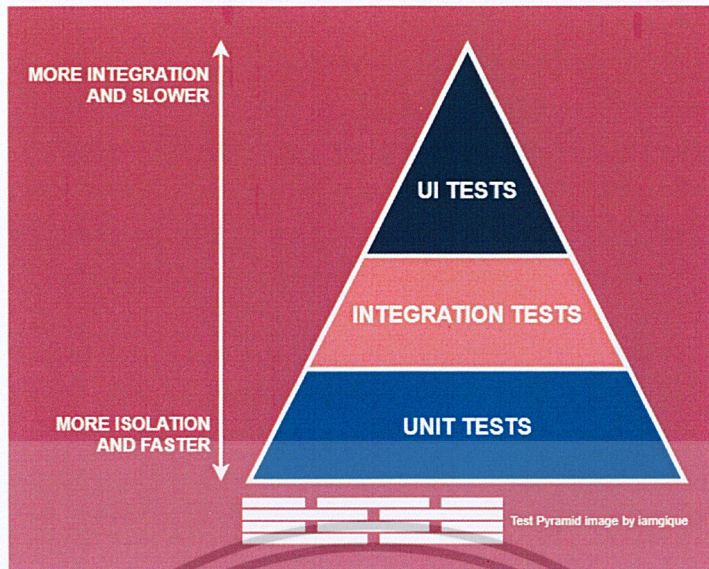 MORE INTEGRATION
AND SLOWER
UI TESTS
INTEGRATION TESTS
MORE ISOLATION
AND FASTER
UNIT TESTS
Test Pyramid image by iamgique